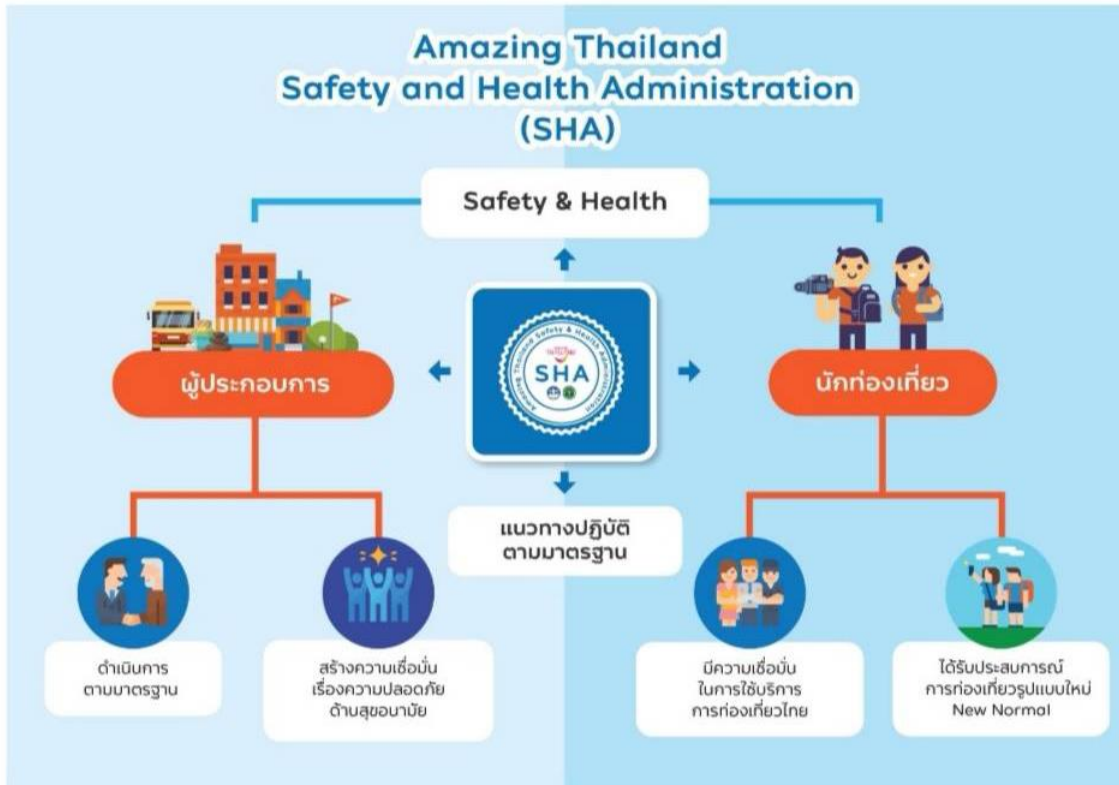 Amazing Thailand
Safety and Health Administration
(SHA)
Safety & Health
ผู้ประกอบการ
Amazing Thailand Safety & Health Administration
SHA
นักท่องเที่ยว
แนวทางปฏิบัติ
ตามมาตรฐาน
ดำเนินการ
ตามมาตรฐาน
สร้างความเชื่อมั่น
เรื่องความปลอดภัย
ด้านสุขอนามัย
มีความเชื่อมั่น
ในการใช้บริการ
การท่องเที่ยวไทย
ได้รับประสบการณ์
การท่องเที่ยวรูปแบบใหม่
New Normal